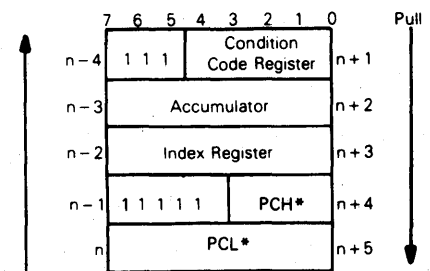 7 6 5 4 3 2 1 0 Pull
n-4 1 1 1 Condition Code Register n+1
n-3 Accumulator n+2
n-2 Index Register n+3
n-1 1 1 1 1 1 PCH* n+4
n PCL* n+5